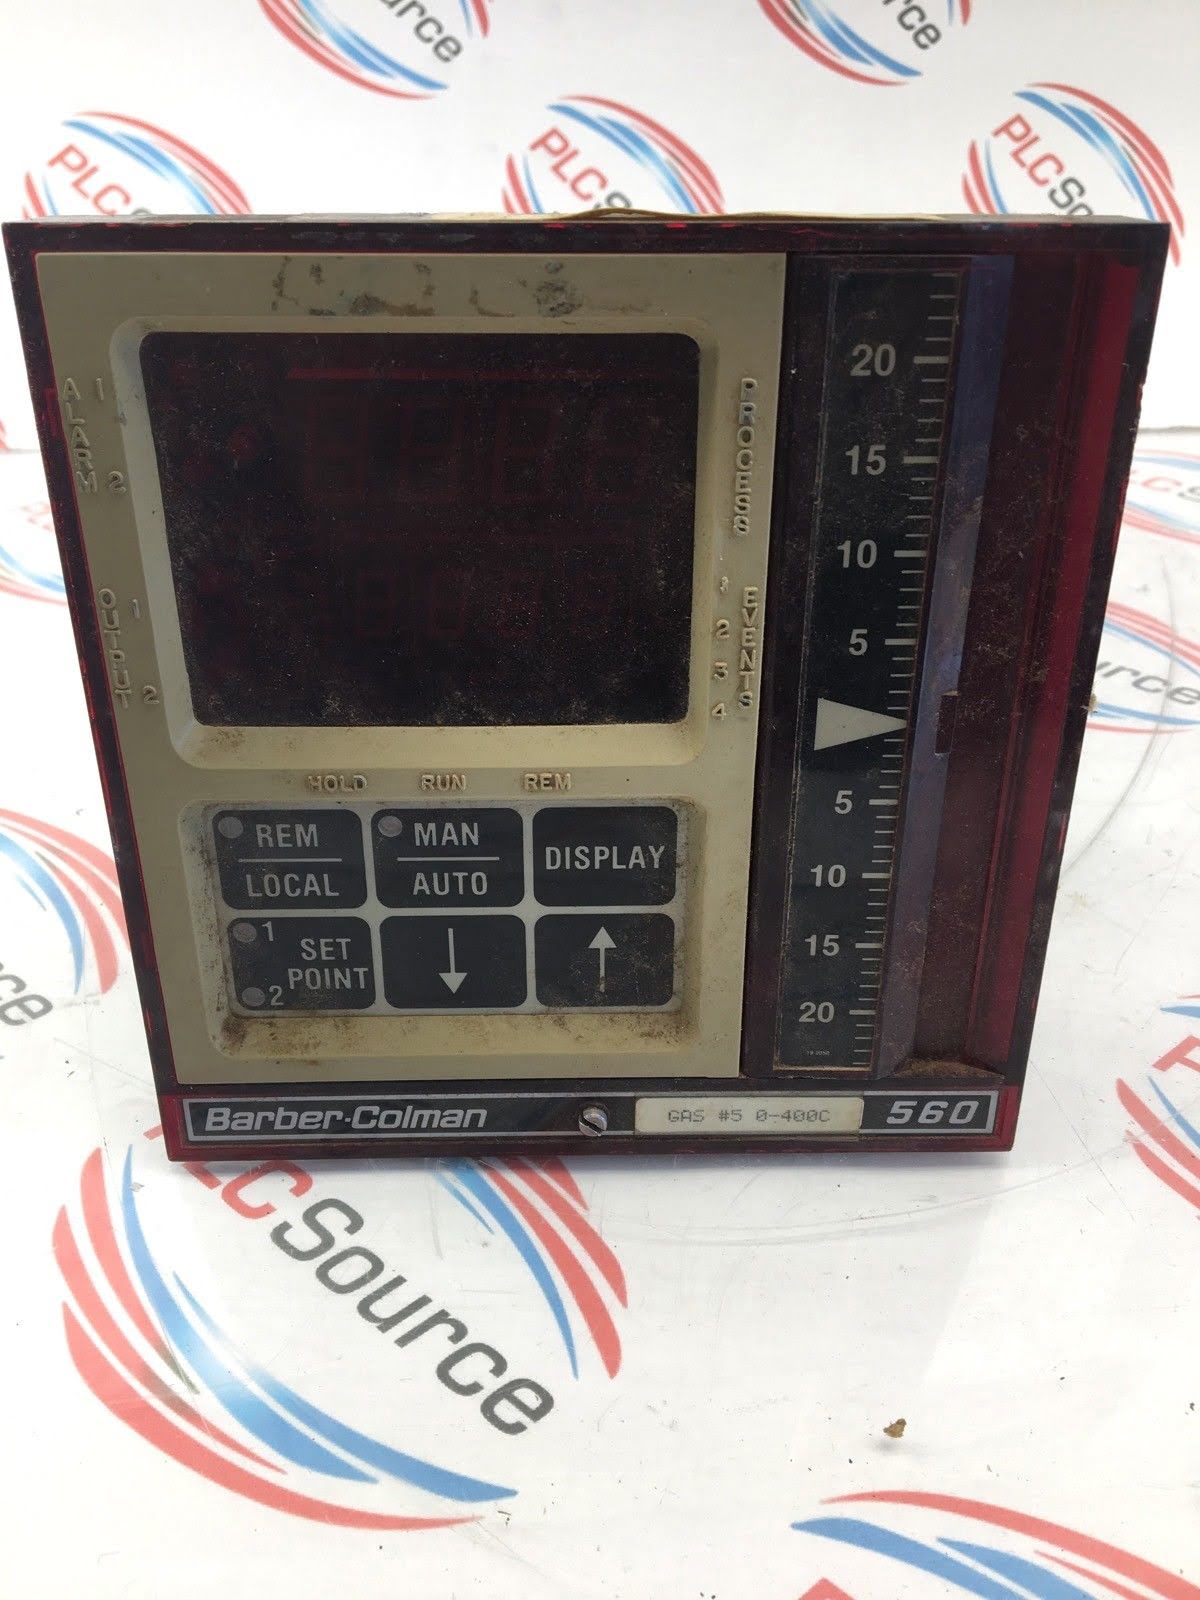 PLCSource
PLCSource
PLCSource
ALARM
1
2
PROCESS
OUTPUT
1
2
EVENTS
1
2
3
4
HOLD RUN REM
REM
LOCAL
MAN
AUTO
DISPLAY
1
SET
POINT
2
20
15
10
5
5
10
15
20
Barber-Colman
GAS #5 0-400C
560
PLCSource